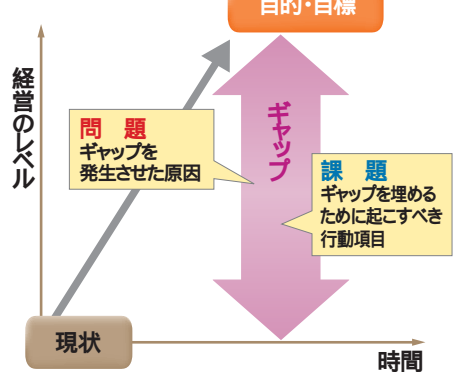 目的・目標
経営のレベル
ギャップ
問 題
ギャップを
発生させた原因
課 題
ギャップを埋める
ために起こすべき
行動項目
現状
時間